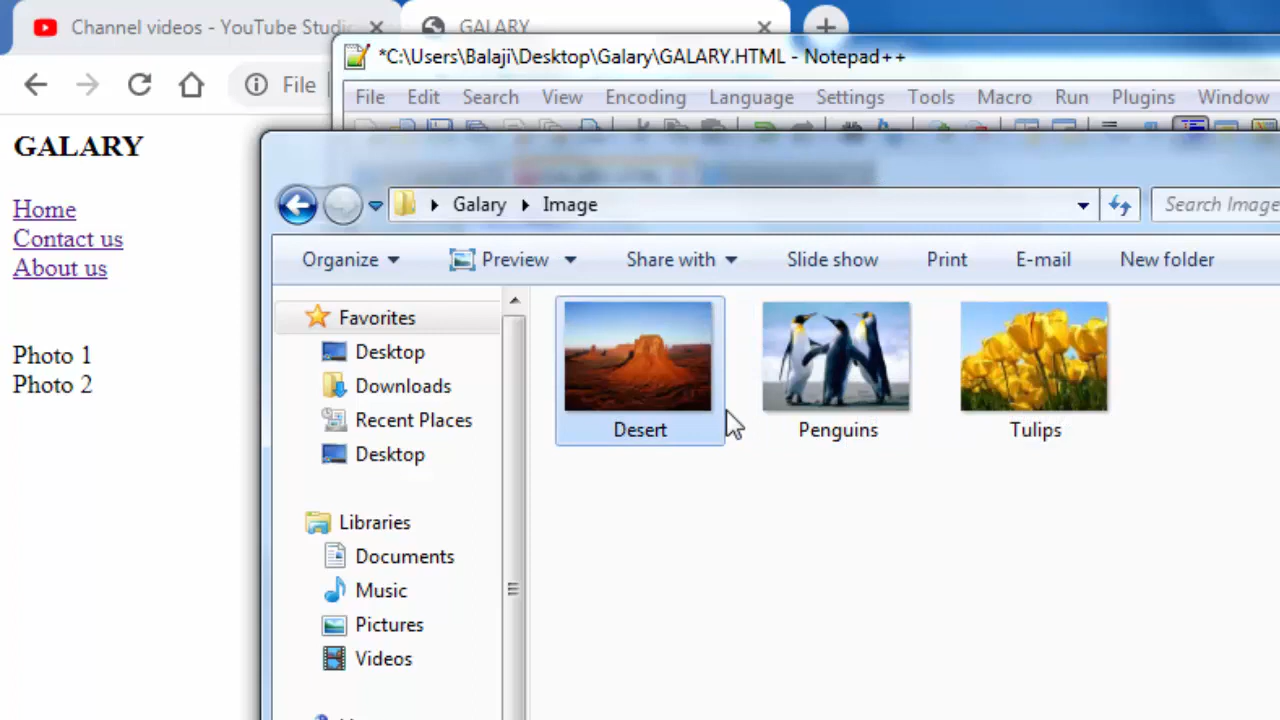 Channel videos - YouTube Studio
GALARY
*C:\Users\Balaji\Desktop\Galary\GALARY.HTML - Notepad++
File
File Edit Search View Encoding Language Settings Tools Macro Run Plugins Window
GALARY
Home
Contact us
About us
Photo 1
Photo 2
Galary Image
Search Image
Organize Preview Share with Slide show Print E-mail New folder
Favorites
Desktop
Downloads
Recent Places
Desktop
Libraries
Documents
Music
Pictures
Videos
Desert Penguins Tulips